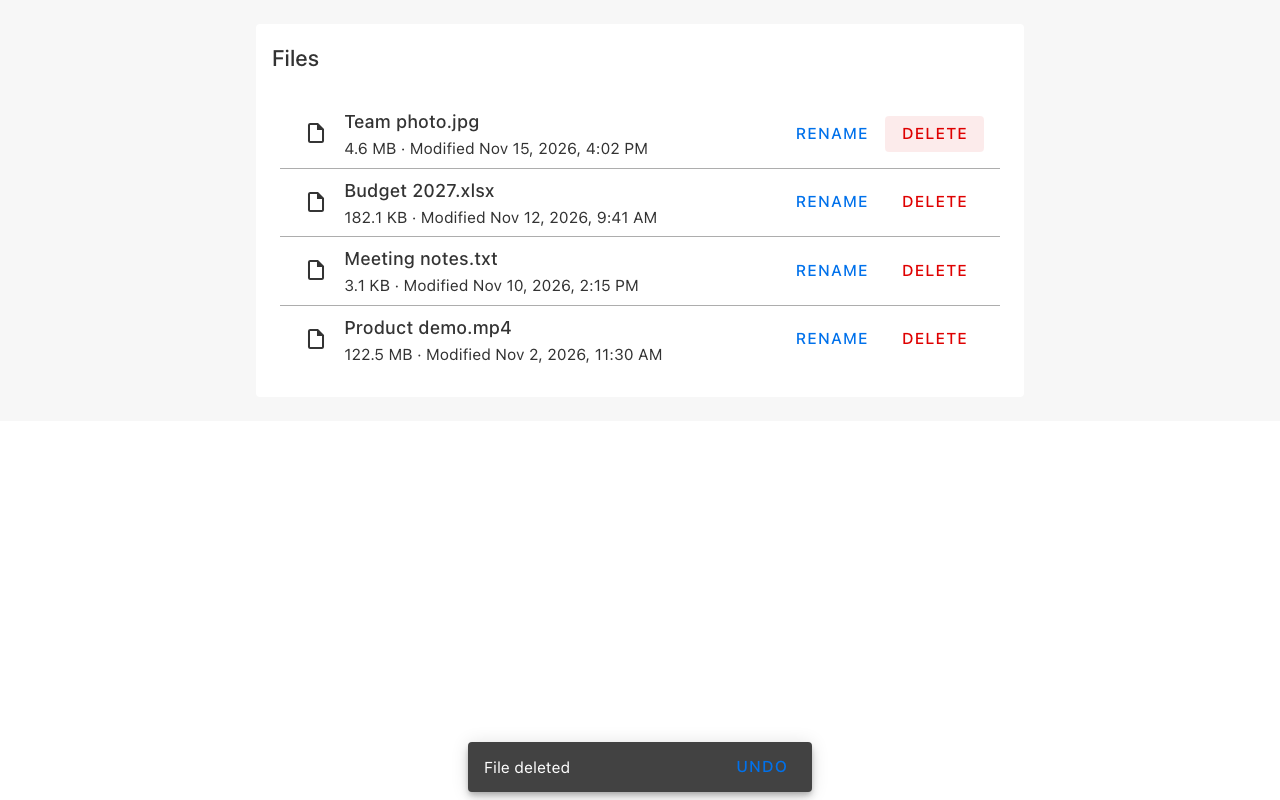 Files
Team photo.jpg
4.6 MB · Modified Nov 15, 2026, 4:02 PM
RENAME
DELETE
Budget 2027.xlsx
182.1 KB · Modified Nov 12, 2026, 9:41 AM
RENAME
DELETE
Meeting notes.txt
3.1 KB · Modified Nov 10, 2026, 2:15 PM
RENAME
DELETE
Product demo.mp4
122.5 MB · Modified Nov 2, 2026, 11:30 AM
RENAME
DELETE
File deleted
UNDO